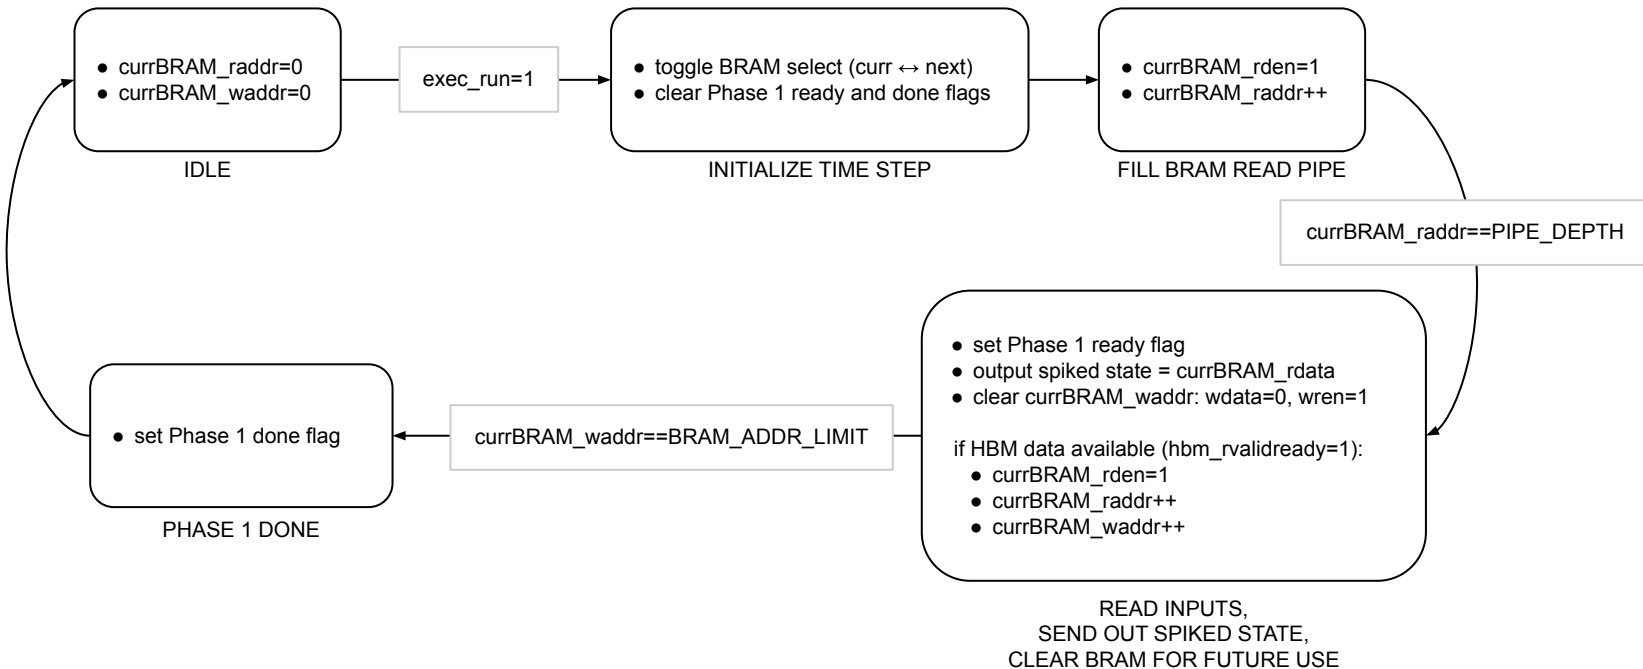 ● currBRAM_raddr=0
● currBRAM_waddr=0
IDLE
exec_run=1
● toggle BRAM select (curr ↔ next)
● clear Phase 1 ready and done flags
INITIALIZE TIME STEP
● currBRAM_rden=1
● currBRAM_raddr++
FILL BRAM READ PIPE
currBRAM_raddr==PIPE_DEPTH
● set Phase 1 ready flag
● output spiked state = currBRAM_rdata
● clear currBRAM_waddr: wdata=0, wren=1
if HBM data available (hbm_rvalidready=1):
● currBRAM_rden=1
● currBRAM_raddr++
● currBRAM_waddr++
READ INPUTS,
SEND OUT SPIKED STATE,
CLEAR BRAM FOR FUTURE USE
currBRAM_waddr==BRAM_ADDR_LIMIT
● set Phase 1 done flag
PHASE 1 DONE